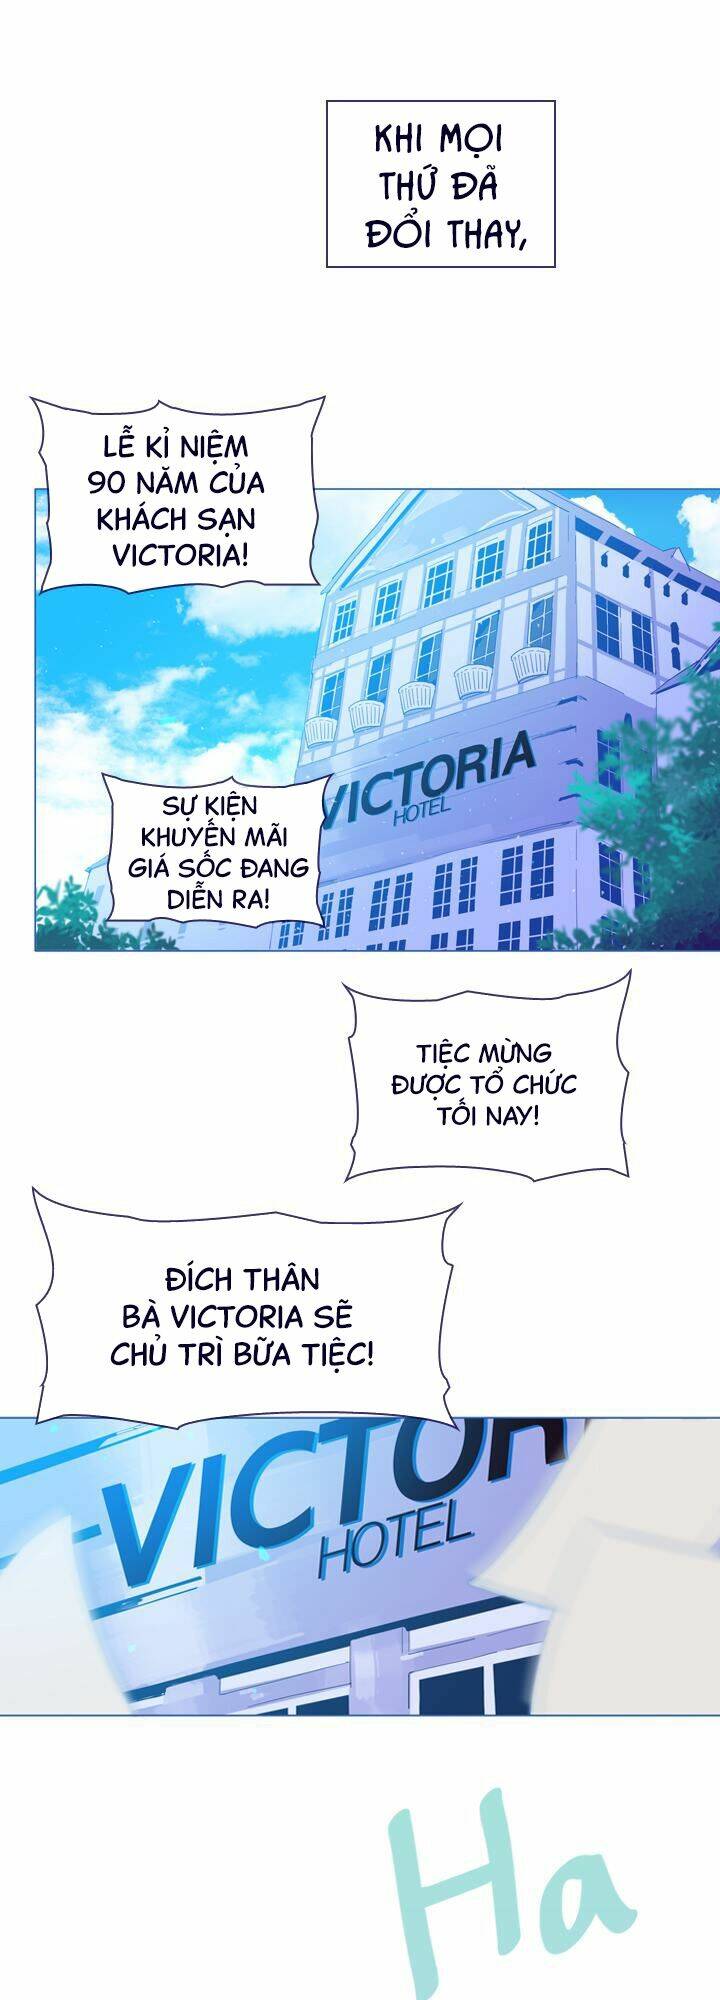 KHI MỌI
THỨ ĐÃ
ĐỔI THAY,
LỄ KỈ NIỆM
90 NĂM CỦA
KHÁCH SẠN
VICTORIA!
VICTORIA
HOTEL
SỰ KIỆN
KHUYẾN MÃI
GIÁ SỐC ĐANG
DIỄN RA!
TIỆC MỪNG
ĐƯỢC TỔ CHỨC
TỐI NAY!
ĐÍCH THÂN
BÀ VICTORIA SẼ
CHỦ TRÌ BỮA TIỆC!
VICTOR
HOTEL
Ha